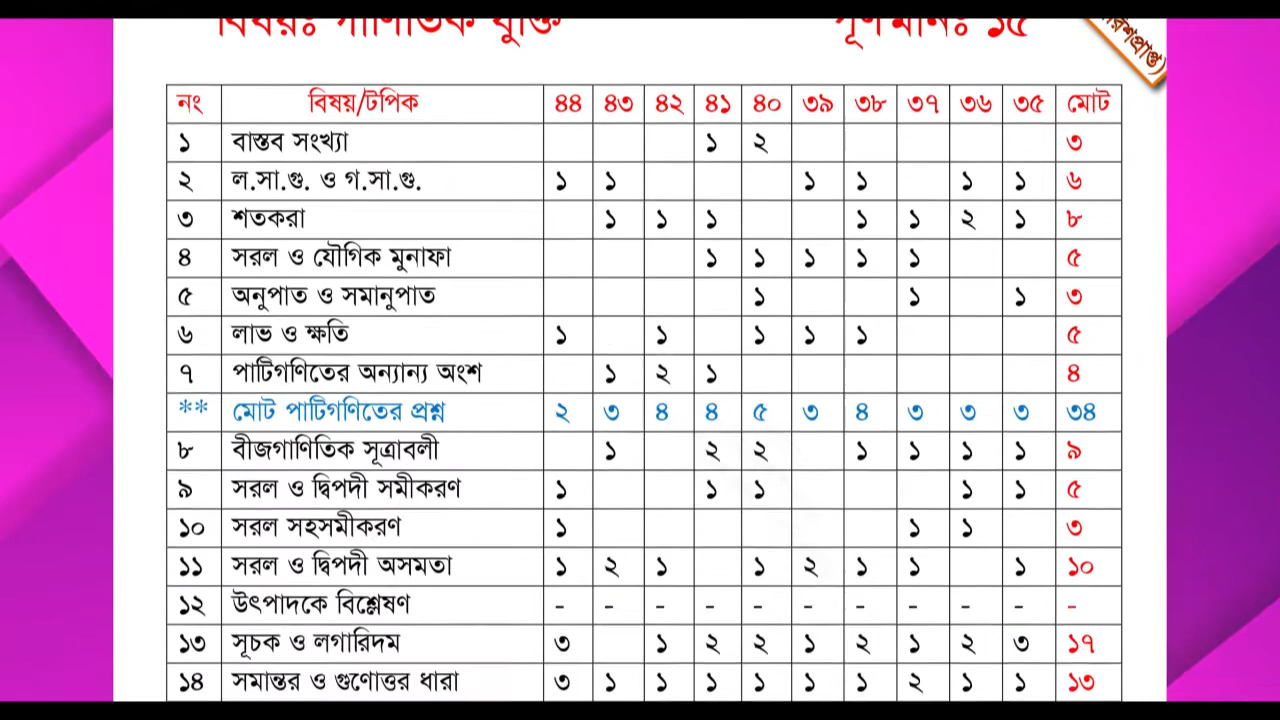 বিষয়ঃ গাণিতিক যুক্তি পূর্ণমানঃ ১৫
নং বিষয়/টপিক ৪৪ ৪৩ ৪২ ৪১ ৪০ ৩৯ ৩৮ ৩৭ ৩৬ ৩৫ মোট
১ বাস্তব সংখ্যা ১ ২ ৩
২ ল.সা.গু. ও গ.সা.গু. ১ ১ ১ ১ ১ ১ ৬
৩ শতকরা ১ ১ ১ ১ ১ ২ ১ ৮
৪ সরল ও যৌগিক মুনাফা ১ ১ ১ ১ ১ ৫
৫ অনুপাত ও সমানুপাত ১ ১ ১ ৩
৬ লাভ ও ক্ষতি ১ ১ ১ ১ ১ ৫
৭ পাটিগণিতের অন্যান্য অংশ ১ ২ ১ ৪
** মোট পাটিগণিতের প্রশ্ন ২ ৩ ৪ ৪ ৫ ৩ ৪ ৩ ৩ ৩ ৩৪
৮ বীজগাণিতিক সূত্রাবলী ১ ২ ২ ১ ১ ১ ১ ৯
৯ সরল ও দ্বিপদী সমীকরণ ১ ১ ১ ১ ১ ৫
১০ সরল সহসমীকরণ ১ ১ ১ ৩
১১ সরল ও দ্বিপদী অসমতা ১ ২ ১ ১ ২ ১ ১ ১ ১০
১২ উৎপাদকে বিশ্লেষণ - - - - - - - - - - -
১৩ সূচক ও লগারিদম ৩ ১ ২ ২ ১ ২ ১ ২ ৩ ১৭
১৪ সমান্তর ও গুণোত্তর ধারা ৩ ১ ১ ১ ১ ১ ১ ২ ১ ১ ১৩